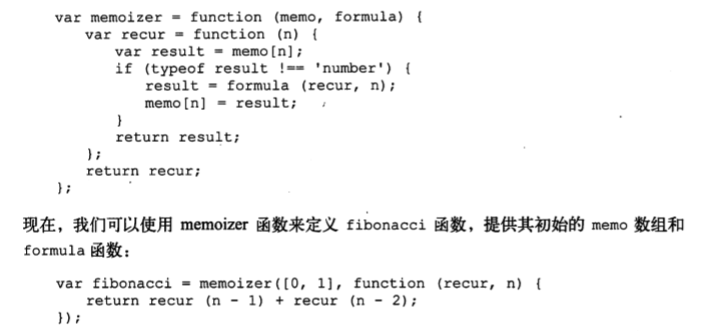 var memoizer = function (memo, formula) {
    var recur = function (n) {
        var result = memo[n];
        if (typeof result !== 'number') {
            result = formula (recur, n);
            memo[n] = result;
        }
        return result;
    };
    return recur;
};
现在，我们可以使用 memoizer 函数来定义 fibonacci 函数，提供其初始的 memo 数组和
formula 函数：
var fibonacci = memoizer([0, 1], function (recur, n) {
    return recur (n - 1) + recur (n - 2);
});